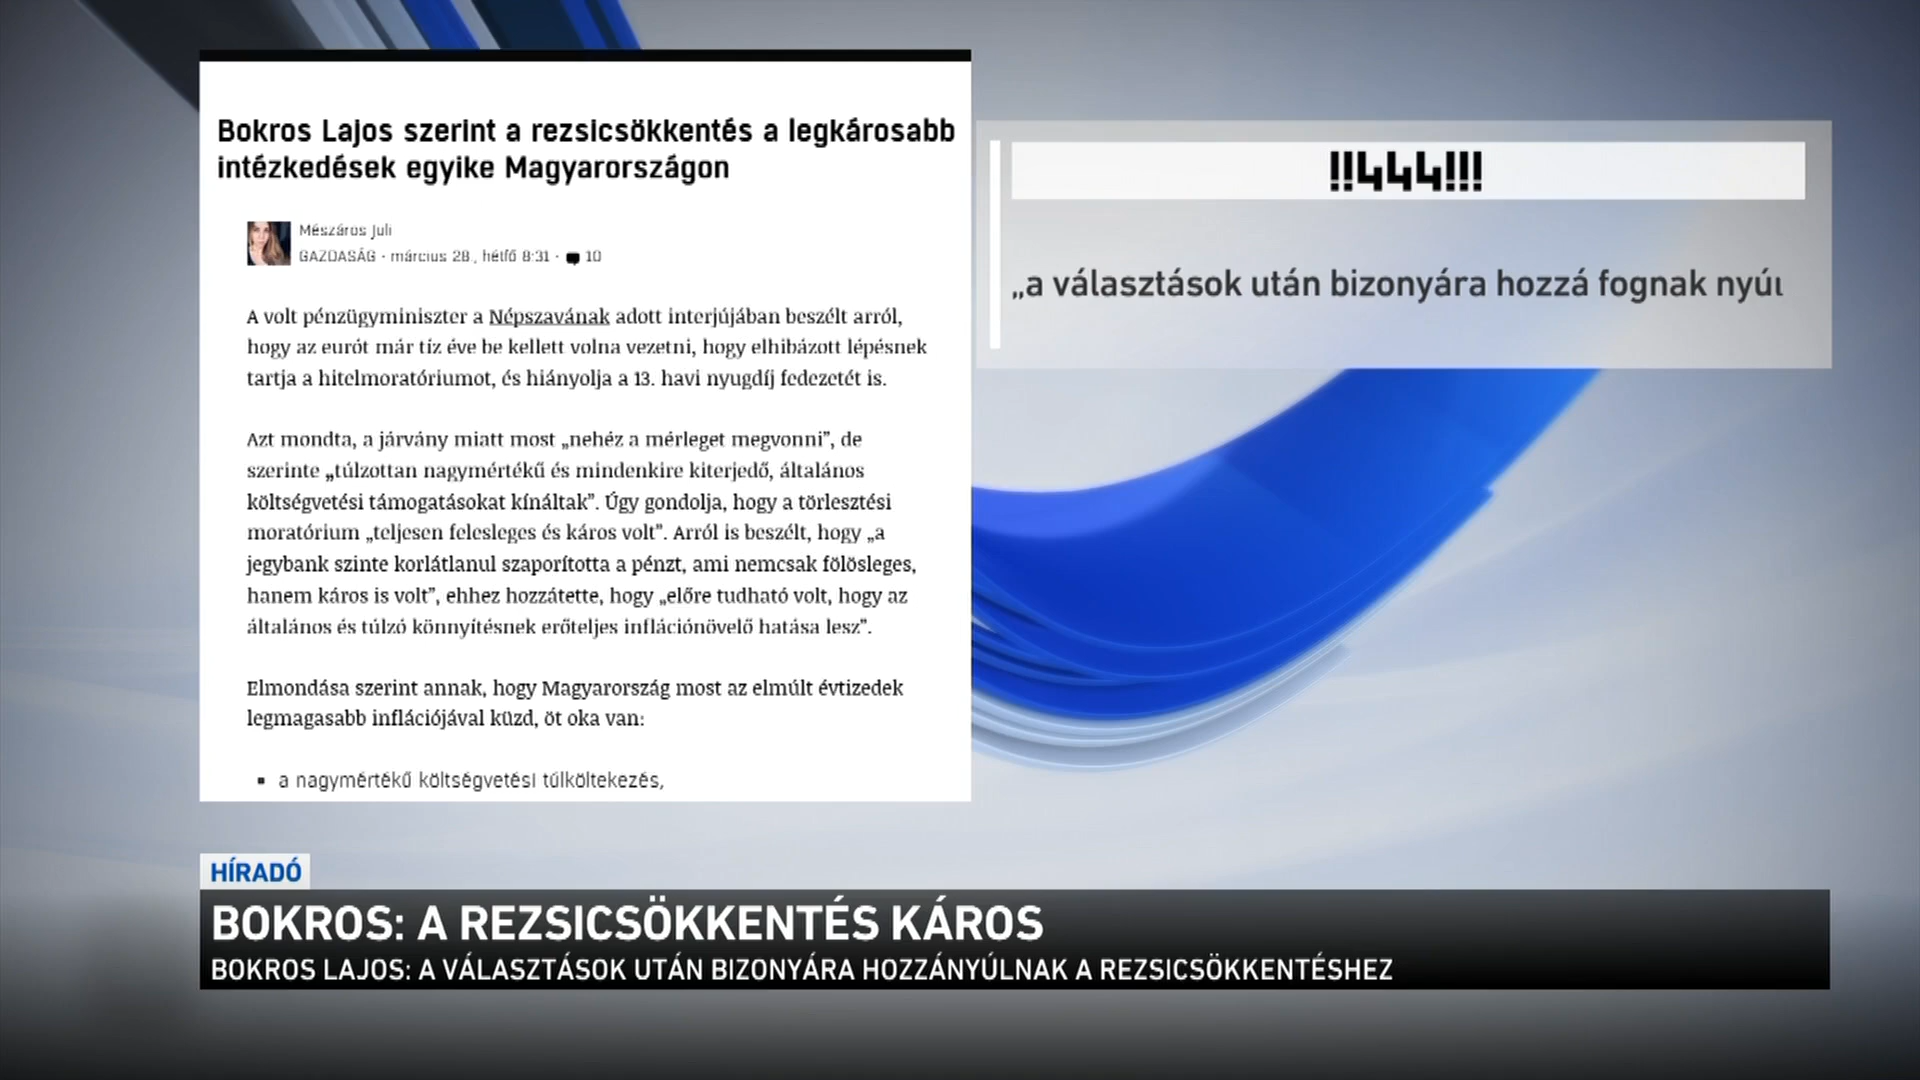 Bokros Lajos szerint a rezsicsökkentés a legkárosabb
intézkedések egyike Magyarországon
Mészáros Juli
GAZDASÁG · március 28., hétfő 8:31 · 10
A volt pénzügyminiszter a Népszavának adott interjújában beszélt arról,
hogy az eurót már tíz éve be kellett volna vezetni, hogy elhibázott lépésnek
tartja a hitelmoratóriumot, és hiányolja a 13. havi nyugdíj fedezetét is.
Azt mondta, a járvány miatt most „nehéz a mérleget megvonni”, de
szerinte „túlzottan nagymértékű és mindenkire kiterjedő, általános
költségvetési támogatásokat kínáltak”. Úgy gondolja, hogy a törlesztési
moratórium „teljesen felesleges és káros volt”. Arról is beszélt, hogy „a
jegybank szinte korlátlanul szaporította a pénzt, ami nemcsak fölösleges,
hanem káros is volt”, ehhez hozzátette, hogy „előre tudható volt, hogy az
általános és túlzó könnyítésnek erőteljes inflációnövelő hatása lesz”.
Elmondása szerint annak, hogy Magyarország most az elmúlt évtizedek
legmagasabb inflációjával küzd, öt oka van:
▪ a nagymértékű költségvetési túlköltekezés,
!!444!!!
„a választások után bizonyára hozzá fognak
HÍRADÓ
BOKROS: A REZSICSÖKKENTÉS KÁROS
BOKROS LAJOS: A VÁLASZTÁSOK UTÁN BIZONYÁRA HOZZÁNYÚLNAK A REZSICSÖKKENTÉSHEZ